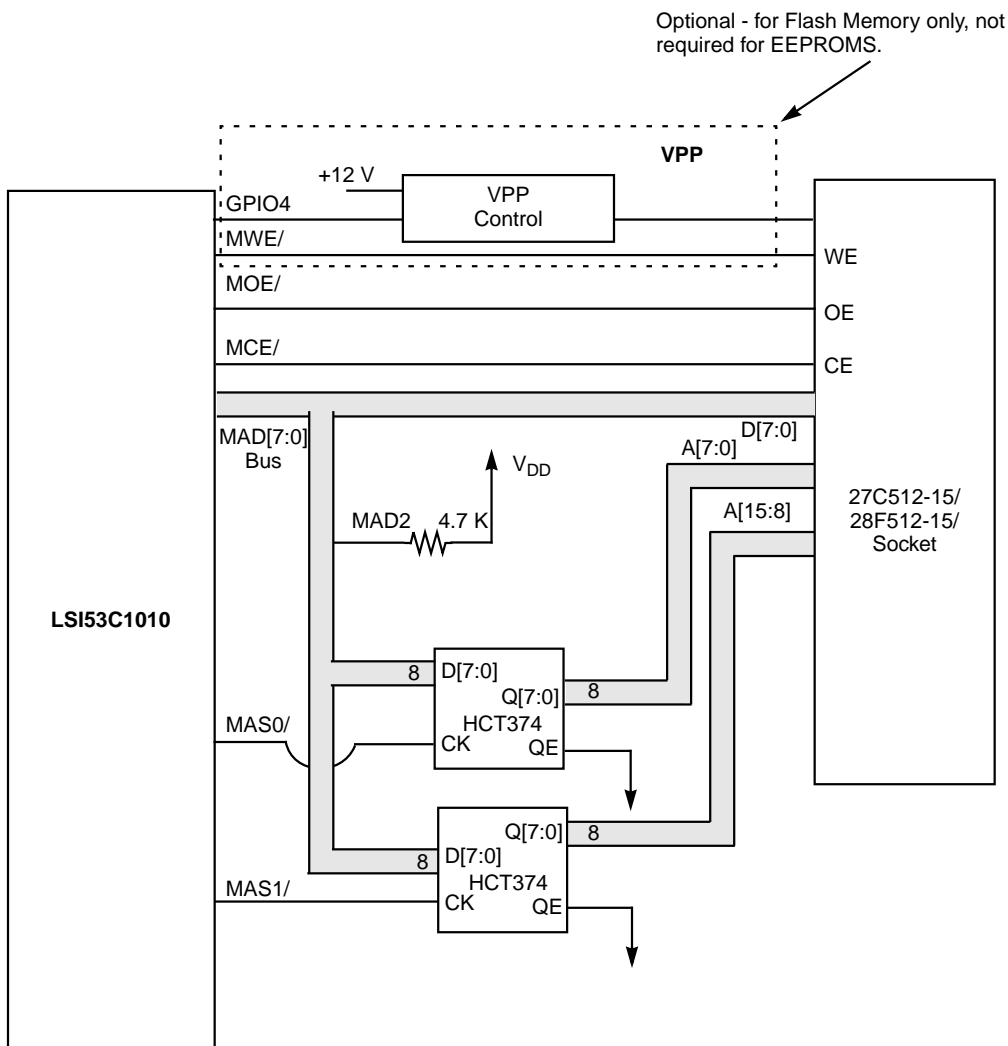 Optional - for Flash Memory only, not
required for EEPROMS.
VPP
+12 V
VPP
Control
GPIO4
MWE/
WE
MOE/
OE
MCE/
CE
MAD[7:0]
Bus
D[7:0]
A[7:0]
VDD
MAD2
4.7 K
A[15:8]
27C512-15/
28F512-15/
Socket
LSI53C1010
8
D[7:0]
Q[7:0]
8
HCT374
MAS0/
CK
QE
Q[7:0]
8
8
D[7:0]
HCT374
MAS1/
CK
QE